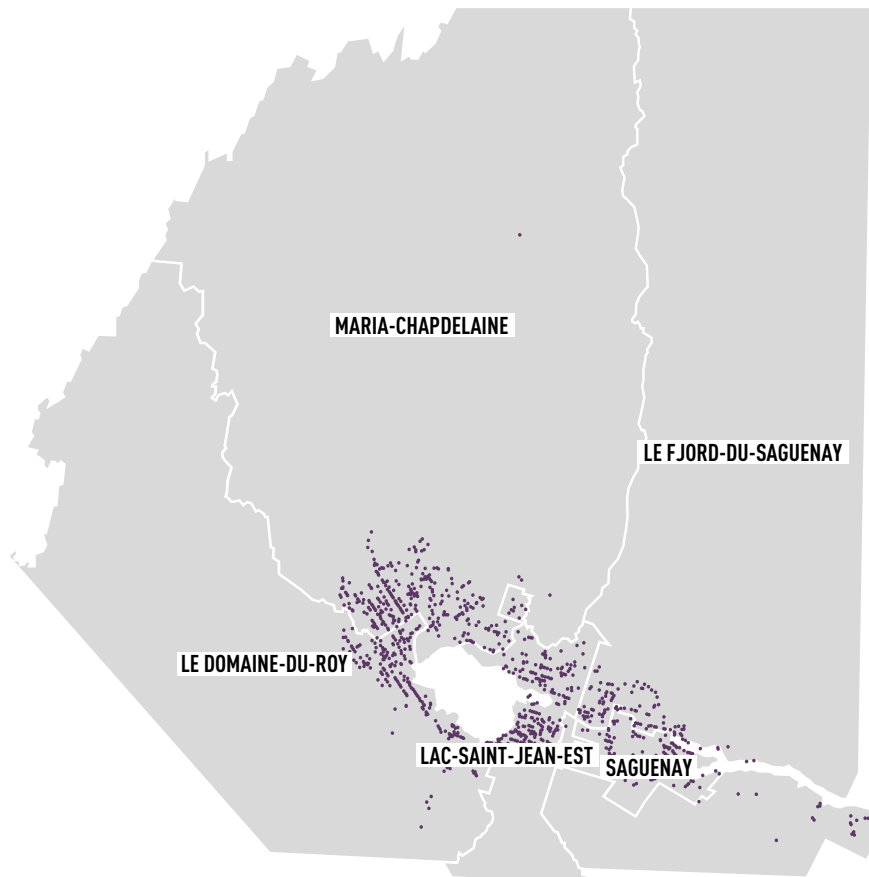 MARIA-CHAPDELAINE
LE FJORD-DU-SAGUENAY
LE DOMAINE-DU-ROY
LAC-SAINT-JEAN-EST
SAGUENAY